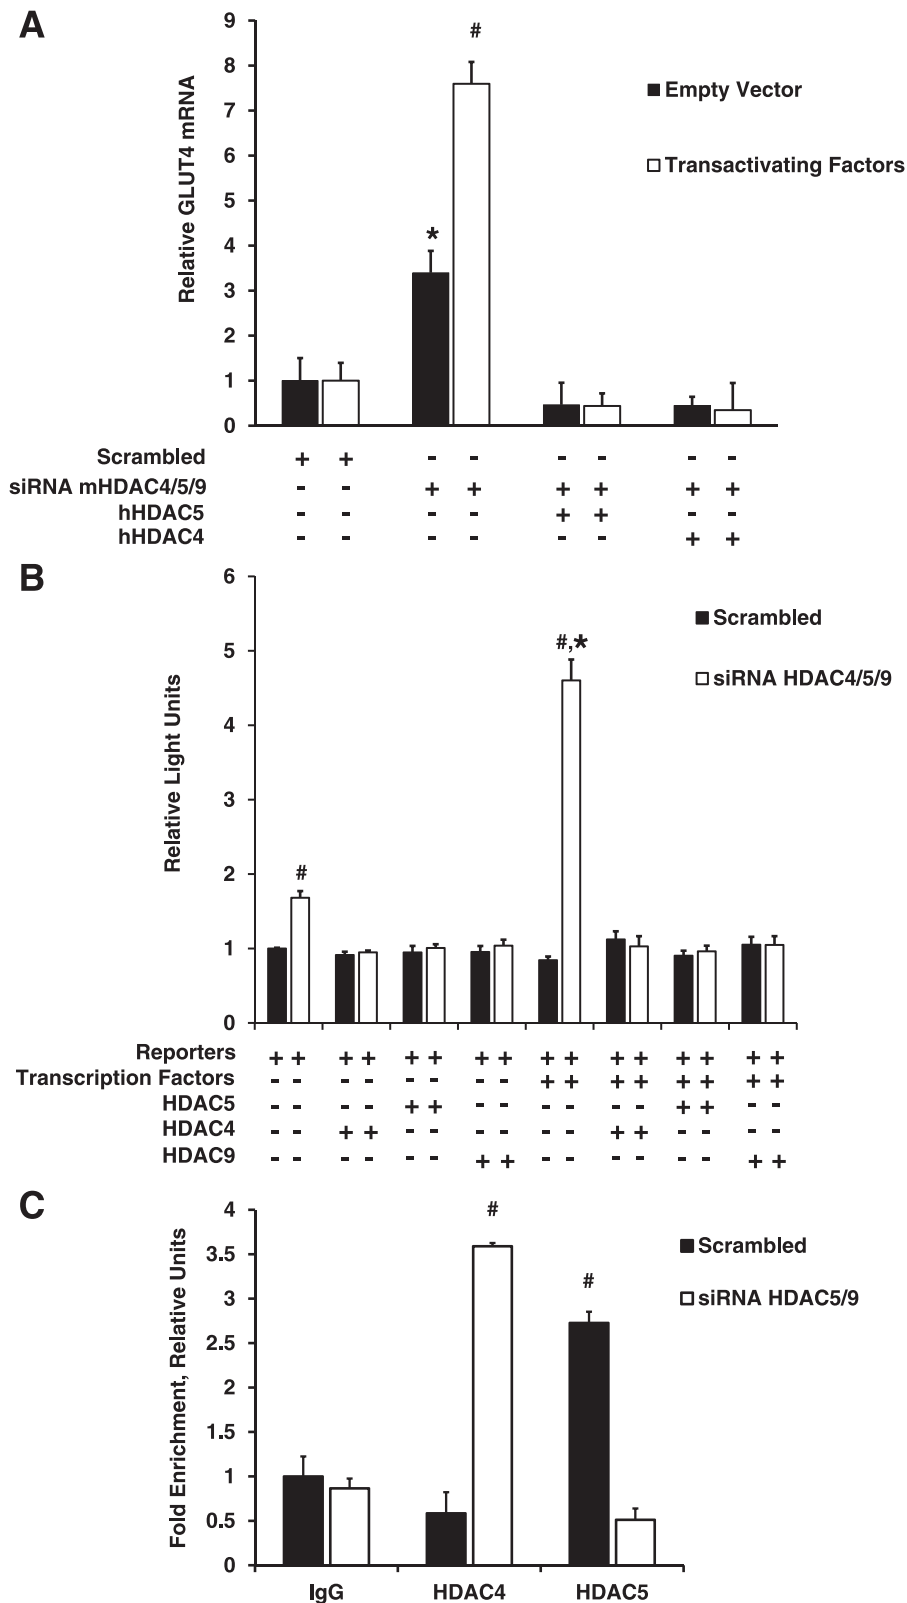 A
9
#
8
Empty Vector
7
6
Transactivating Factors
5
*
4
3
2
1
0
Relative GLUT4 mRNA
Scrambled + + - - - - - -
siRNA mHDAC4/5/9 - - + + + + + +
hHDAC5 - - - - + + - -
hHDAC4 - - - - - - + +
B
6
Scrambled
#,*
5
siRNA HDAC4/5/9
4
3
2
#
1
0
Relative Light Units
Reporters + + + + + + + + + + + + + + + +
Transcription Factors - - - - - - - - + + + + + + + +
HDAC5 - - - - + + - - - - - - + + - -
HDAC4 - - + + - - - - - - + + - - - -
HDAC9 - - - - - - + + - - - - - - + +
C
4
#
3.5
Scrambled
#
3
siRNA HDAC5/9
2.5
2
1.5
1
0.5
0
Fold Enrichment, Relative Units
IgG HDAC4 HDAC5